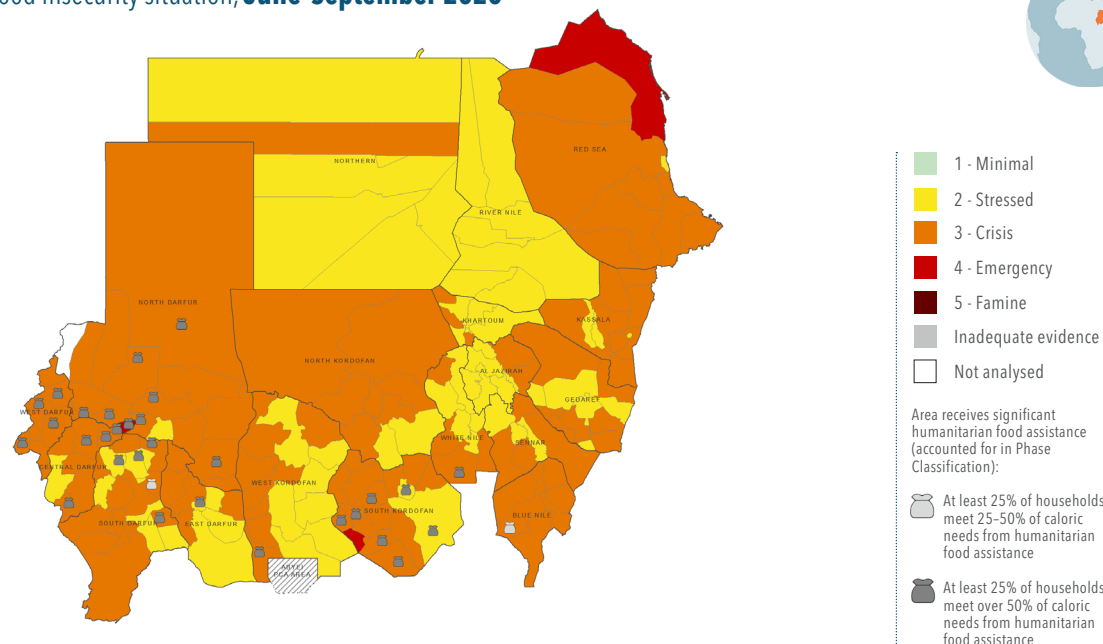 ood insecurity situation, June-September 2020
RED SEA
NORTHERN
RIVER NILE
NORTH DARFUR
KHARTOUM
KASSALA
NORTH KORDOFAN
AL JAZIRAH
GEDAREF
WEST DARFUR
WHITE NILE
SENNAR
CENTRAL DARFUR
WEST KORDOFAN
SOUTH KORDOFAN
BLUE NILE
SOUTH DARFUR
EAST DARFUR
ABYEI
PCA AREA
1 - Minimal
2 - Stressed
3 - Crisis
4 - Emergency
5 - Famine
Inadequate evidence
Not analysed
Area receives significant
humanitarian food assistance
(accounted for in Phase
Classification):
At least 25% of households
meet 25–50% of caloric
needs from humanitarian
food assistance
At least 25% of households
meet over 50% of caloric
needs from humanitarian
food assistance